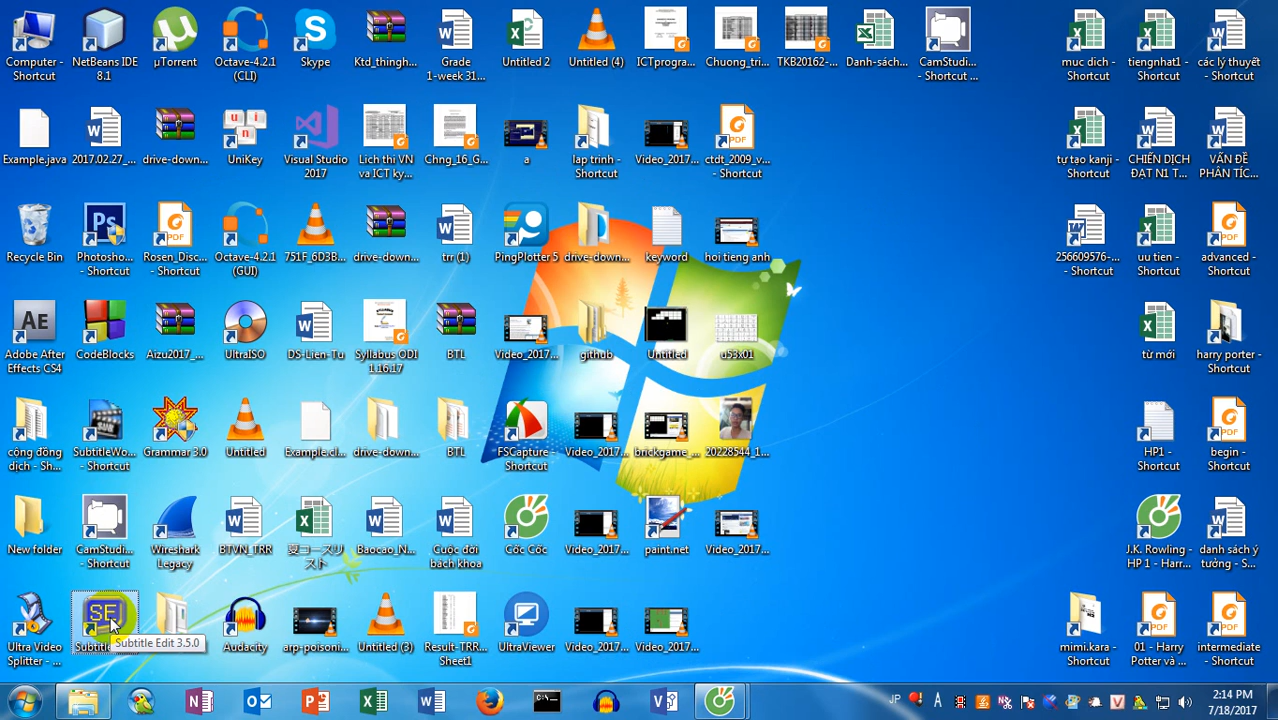 Computer - Shortcut
NetBeans IDE 8.1
µTorrent
Octave-4.2.1 (CLI)
Skype
Ktd_thingh...
Grade 1-week 31...
Untitled 2
Untitled (4)
ICTprogra...
Chuong_tri...
TKB20162-...
Danh-sách...
CamStudi... - Shortcut ...
muc dich - Shortcut
tiengnhat1 - Shortcut
các lý thuyết - Shortcut
Example.java
2017.02.27_...
drive-down...
UniKey
Visual Studio 2017
Lich thi VN va ICT ky...
Chng_16_G...
a
lap trinh - Shortcut
Video_2017...
ctdt_2009_v... - Shortcut
tự tạo kanji - Shortcut
CHIẾN DỊCH ĐẠT N1 T...
VẤN ĐỀ PHÂN TÍC...
Recycle Bin
Photosho... - Shortcut
Rosen_Disc... - Shortcut
Octave-4.2.1 (GUI)
751F_6D3B...
drive-down...
trr (1)
PingPlotter 5
drive-down...
keyword
hoi tieng anh
256609576-... - Shortcut
uu tien - Shortcut
advanced - Shortcut
Adobe After Effects CS4
CodeBlocks
Aizu2017_...
UltraISO
DS-Lien-Tu
Syllabus ODI 1.16.17
BTL
Video_2017...
github
Untitled
u53x01
từ mới
harry porter - Shortcut
cộng đồng dịch - Sh...
SubtitleWo... - Shortcut
Grammar 3.0
Untitled
Example.cl...
drive-down...
BTL
FSCapture - Shortcut
Video_2017...
brickgame_...
20228544_1...
HP1 - Shortcut
begin - Shortcut
New folder
CamStudi... - Shortcut
Wireshark Legacy
BTVN_TRR
夏コースリスト
Baocao_N...
Cuộc đời bách khoa
Cốc Cốc
Video_2017...
paint.net
Video_2017...
J.K. Rowling - HP 1 - Harr...
danh sách ý tưởng - S...
Ultra Video Splitter - ...
Subtitle Edit 3.5.0
Audacity
arp-poisoni...
Untitled (3)
Result-TRR... Sheet1
UltraViewer
Video_2017...
Video_2017...
mimi.kara - Shortcut
01 - Harry Potter và ...
intermediate - Shortcut
JP
2:14 PM
7/18/2017